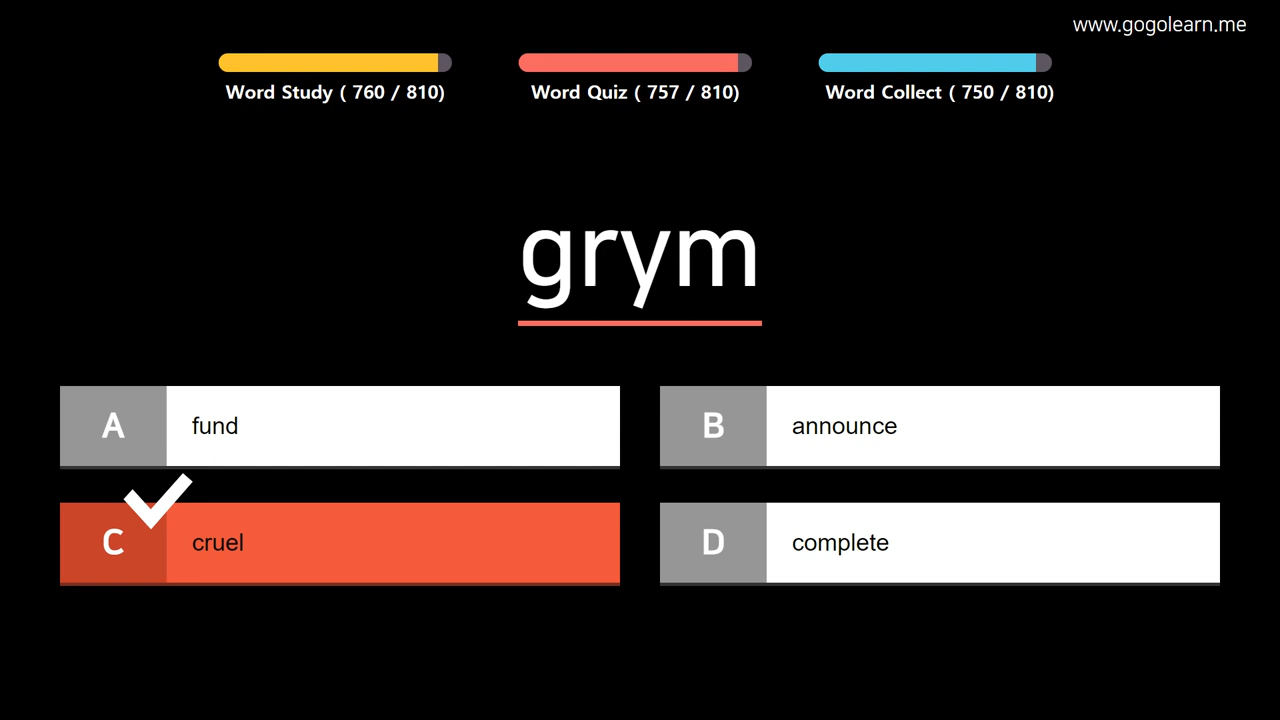 www.gogolearn.me
Word Study ( 760 / 810)
Word Quiz ( 757 / 810)
Word Collect ( 750 / 810)
grym
A fund
B announce
C cruel
D complete